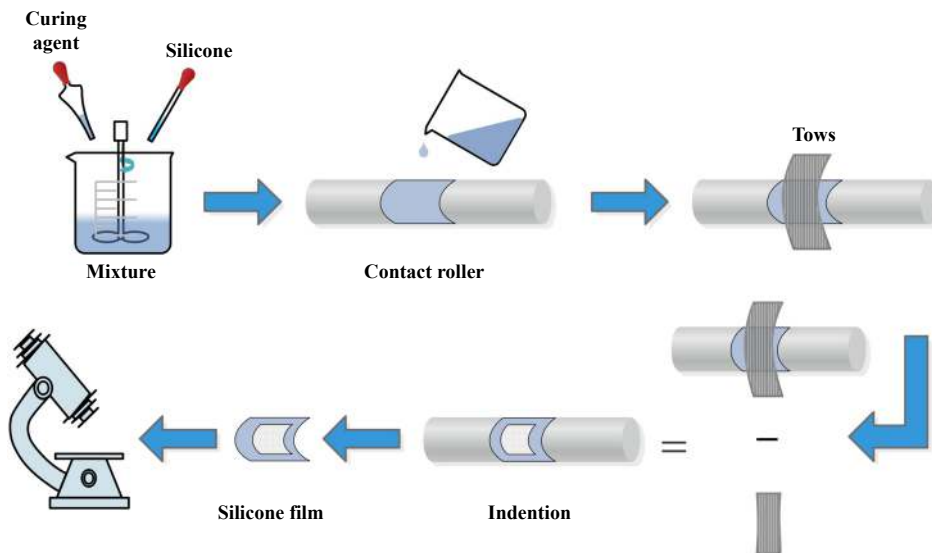 Curing
agent
Silicone
Tows
Mixture
Contact roller
Silicone film
Indention